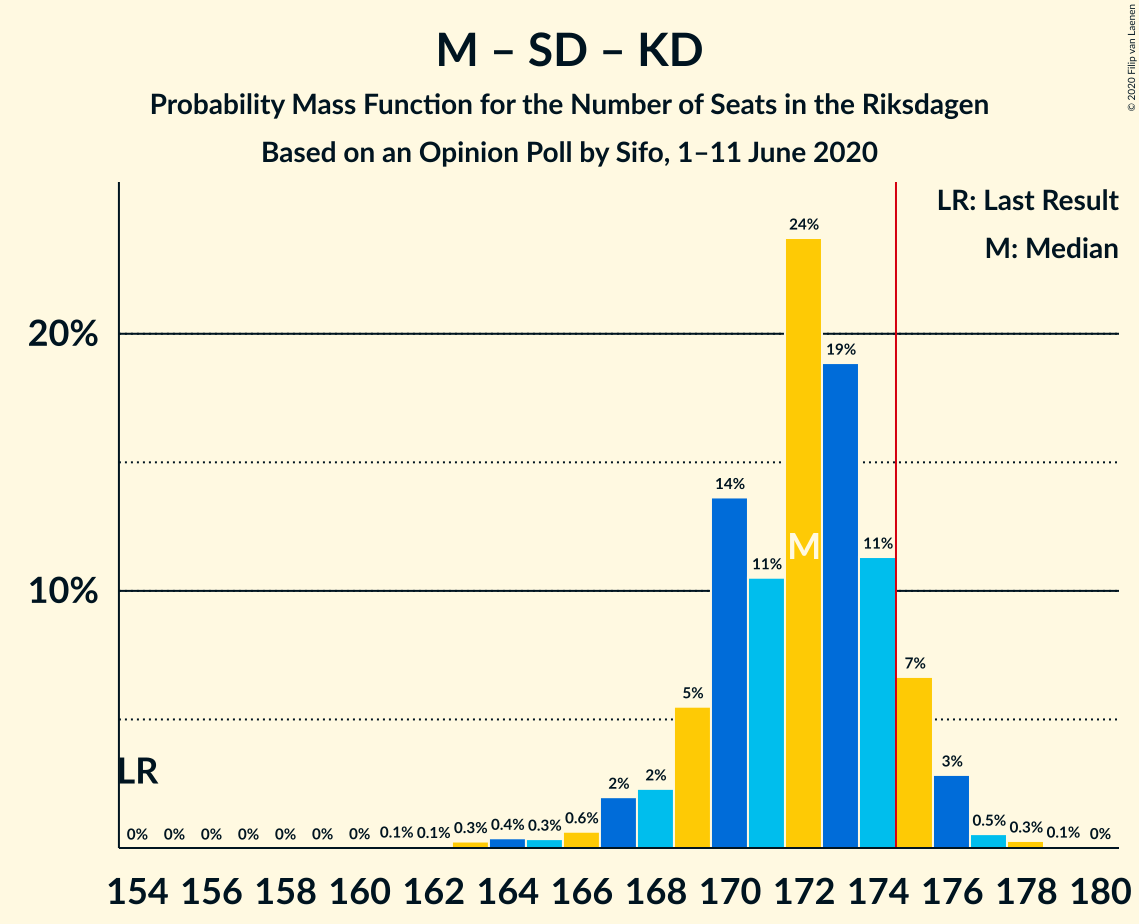 M – SD – KD
Probability Mass Function for the Number of Seats in the Riksdagen
Based on an Opinion Poll by Sifo, 1–11 June 2020
© 2020 Filip van Laenen
LR: Last Result
M: Median
20%
10%
LR
M
0% 0% 0% 0% 0% 0% 0% 0.1% 0.1% 0.3% 0.4% 0.3% 0.6% 2% 2% 5% 14% 11% 24% 19% 11% 7% 3% 0.5% 0.3% 0.1% 0%
154 156 158 160 162 164 166 168 170 172 174 176 178 180